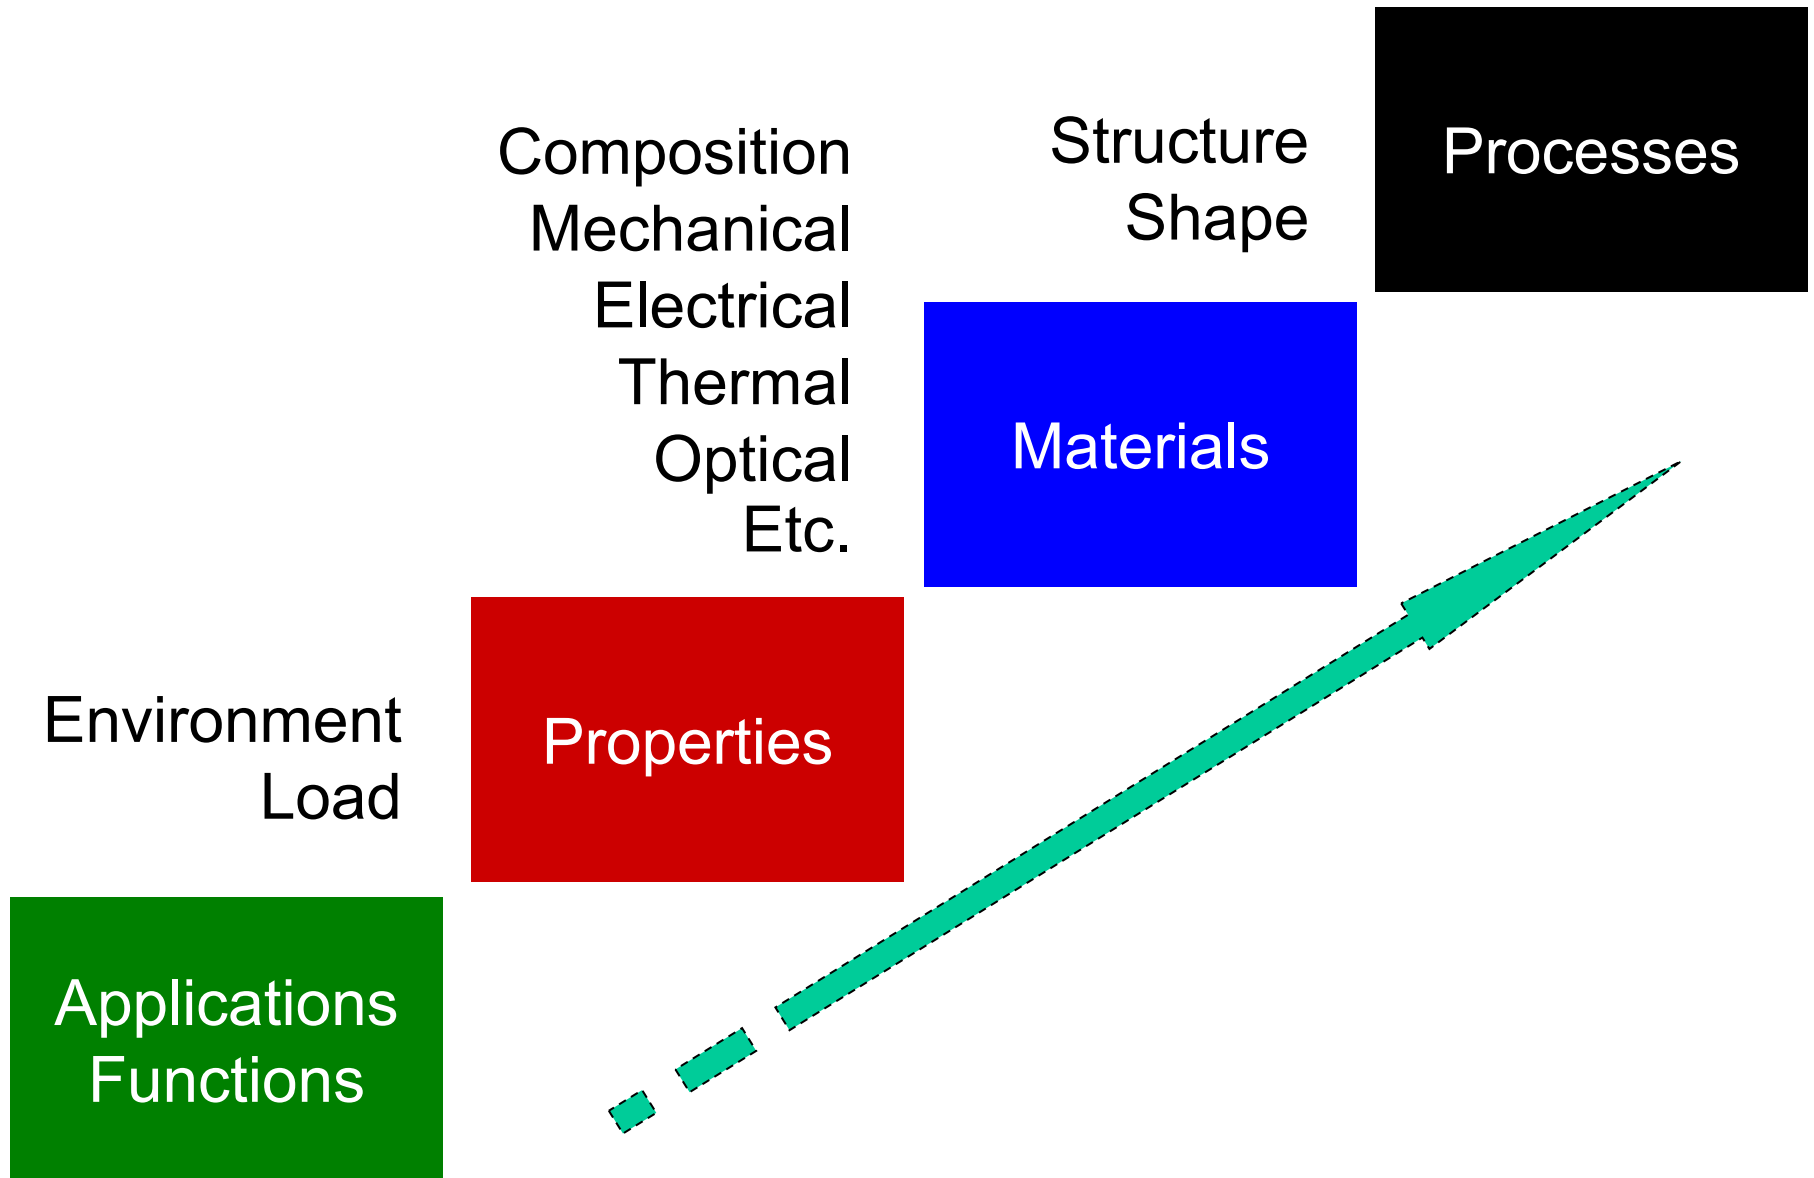 Processes
Structure
Shape
Composition
Mechanical
Electrical
Thermal
Optical
Etc.
Materials
Environment
Load
Properties
Applications
Functions